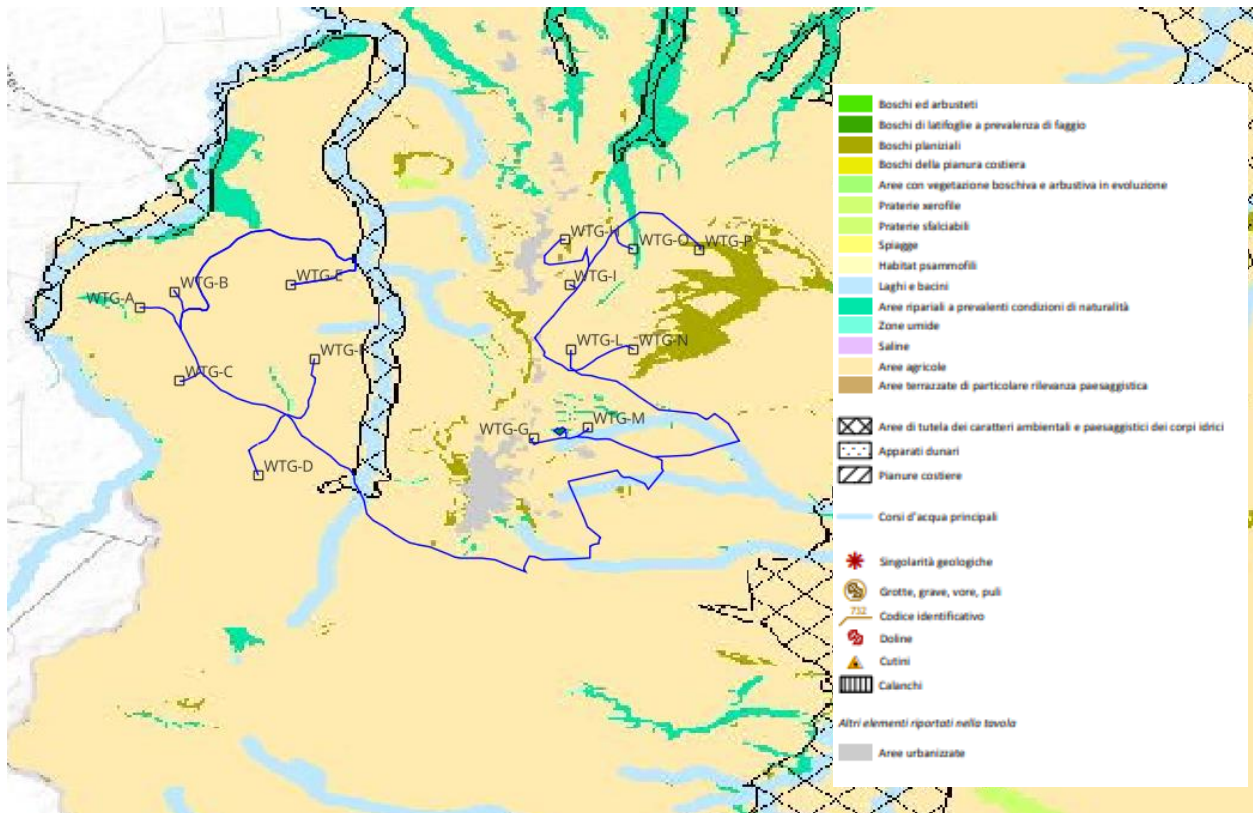 WTG-H
WTG-O
WTG-P
WTG-E
WTG-I
WTG-B
WTG-A
WTG-L
WTG-N
WTG-C
WTG-M
WTG-G
WTG-D
Boschi ed arbusteti
Boschi di latifoglie a prevalenza di faggio
Boschi planiziali
Boschi della pianura costiera
Aree con vegetazione boschiva e arbustiva in evoluzione
Praterie xerofile
Praterie sfalciabili
Spiagge
Habitat psammofili
Laghi e bacini
Aree ripariali a prevalenti condizioni di naturalità
Zone umide
Saline
Aree agricole
Aree terrazzate di particolare rilevanza paesaggistica
Aree di tutela dei caratteri ambientali e paesaggistici dei corpi idrici
Apparati dunari
Pianure costiere
Corsi d'acqua principali
Singolarità geologiche
Grotte, grave, vore, puli
732 Codice identificativo
Doline
Cutini
Calanchi
Altri elementi riportati nella tavola
Aree urbanizzate